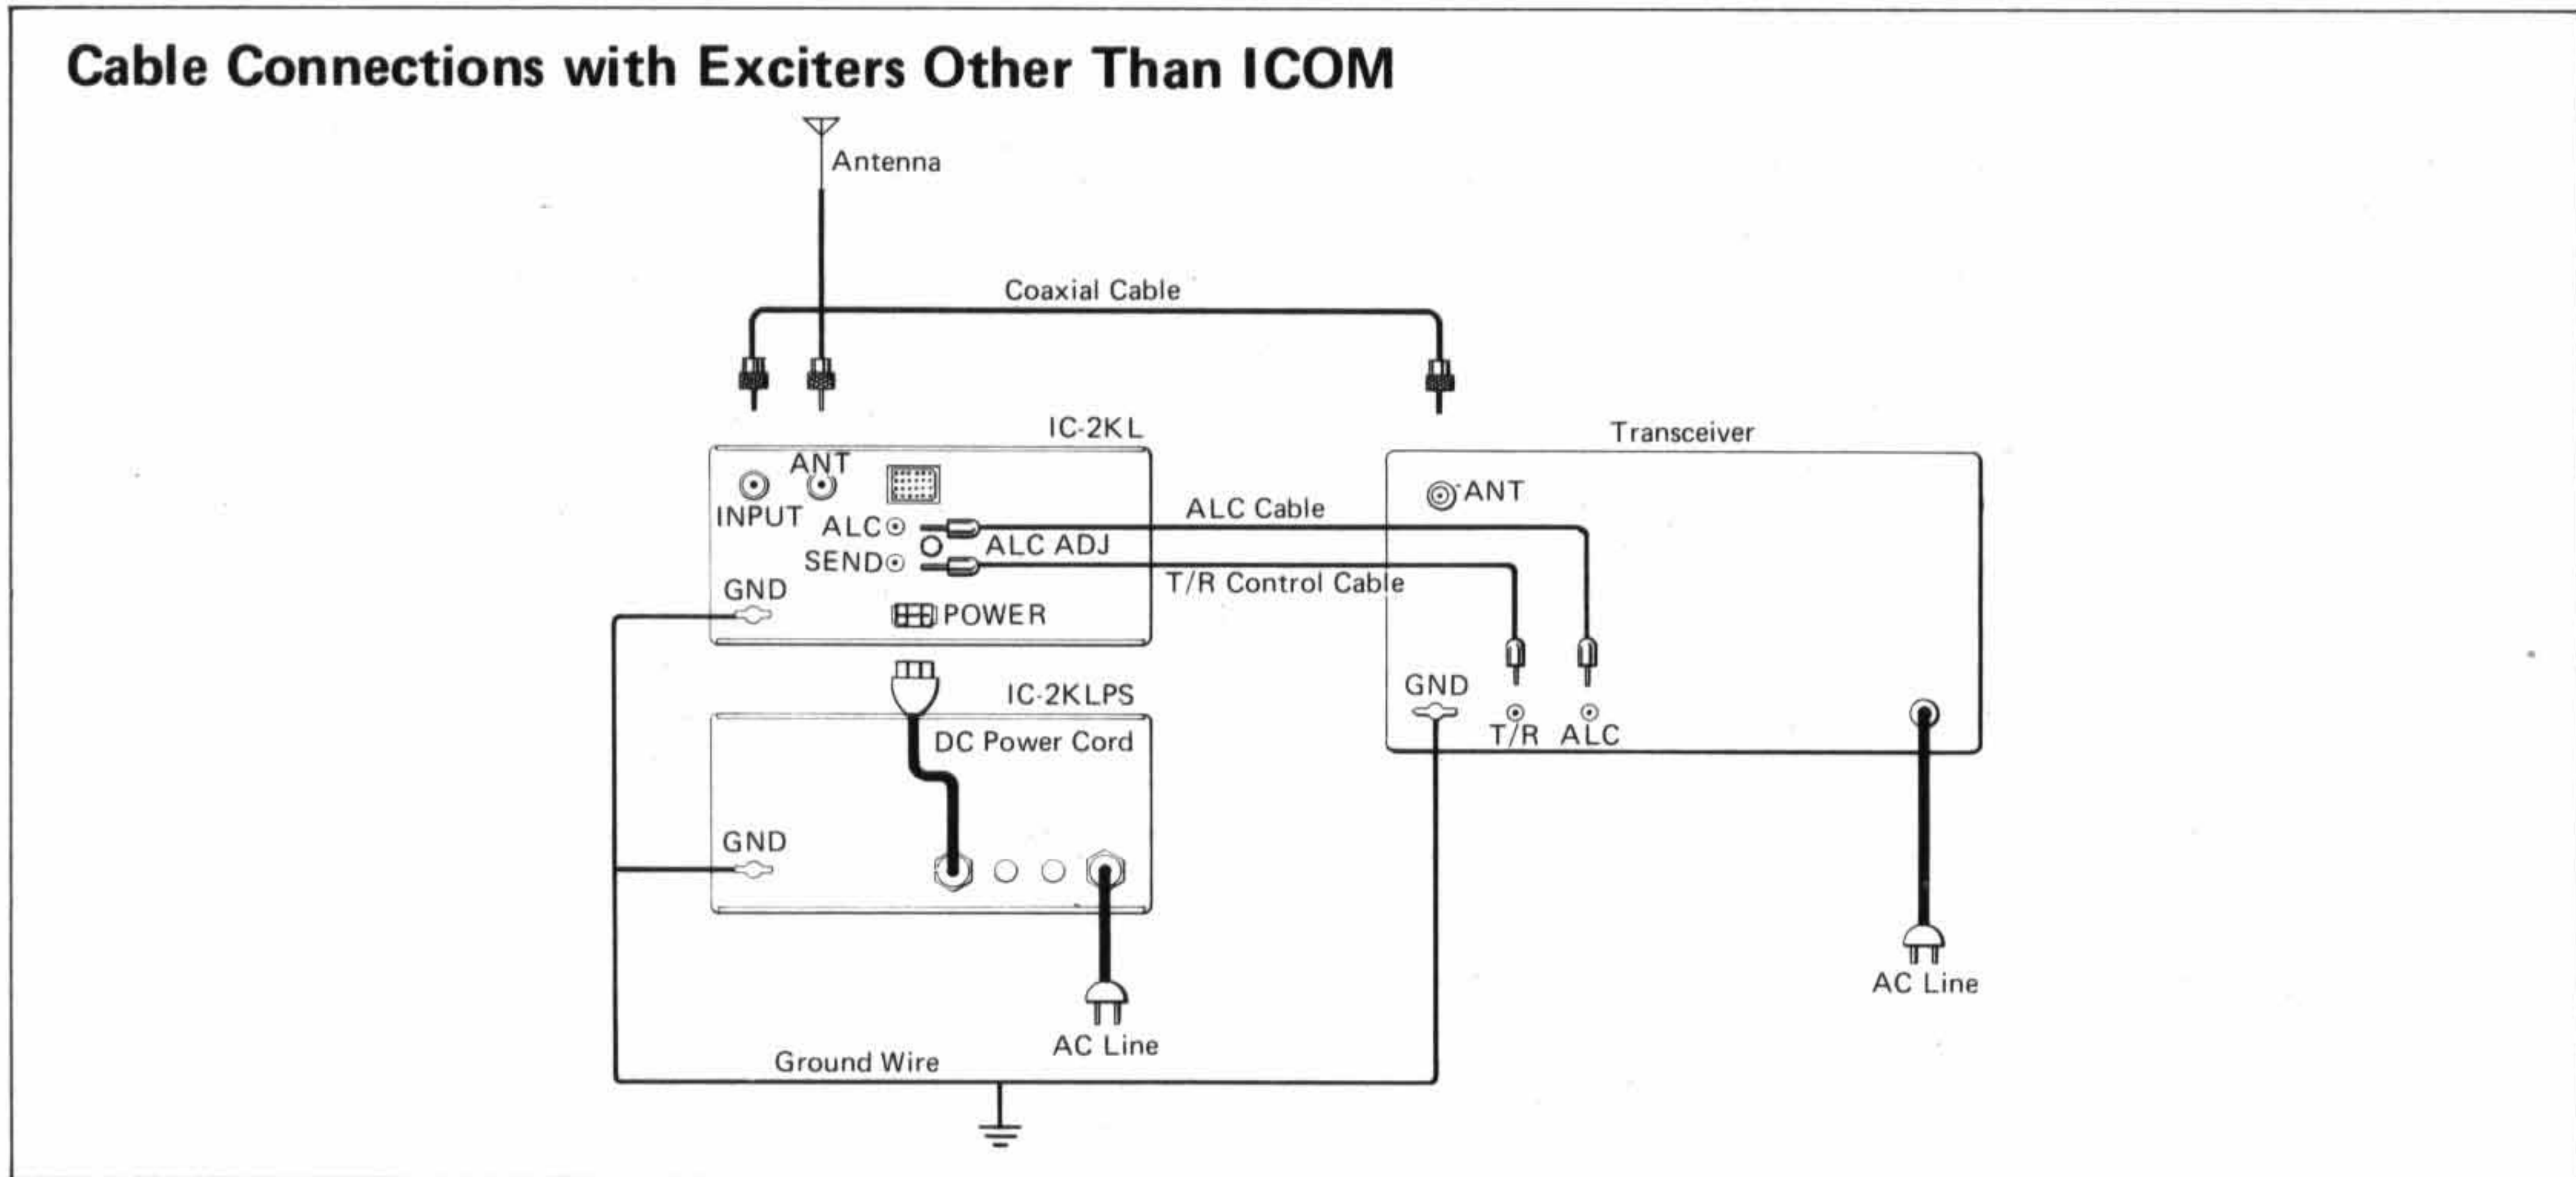 Cable Connections with Exciters Other Than ICOM
Antenna
Coaxial Cable
IC-2KL
Transceiver
ANT
INPUT
ALC
ALC ADJ
SEND
GND
POWER
ALC Cable
T/R Control Cable
ANT
GND
T/R
ALC
IC-2KLPS
DC Power Cord
GND
AC Line
AC Line
Ground Wire